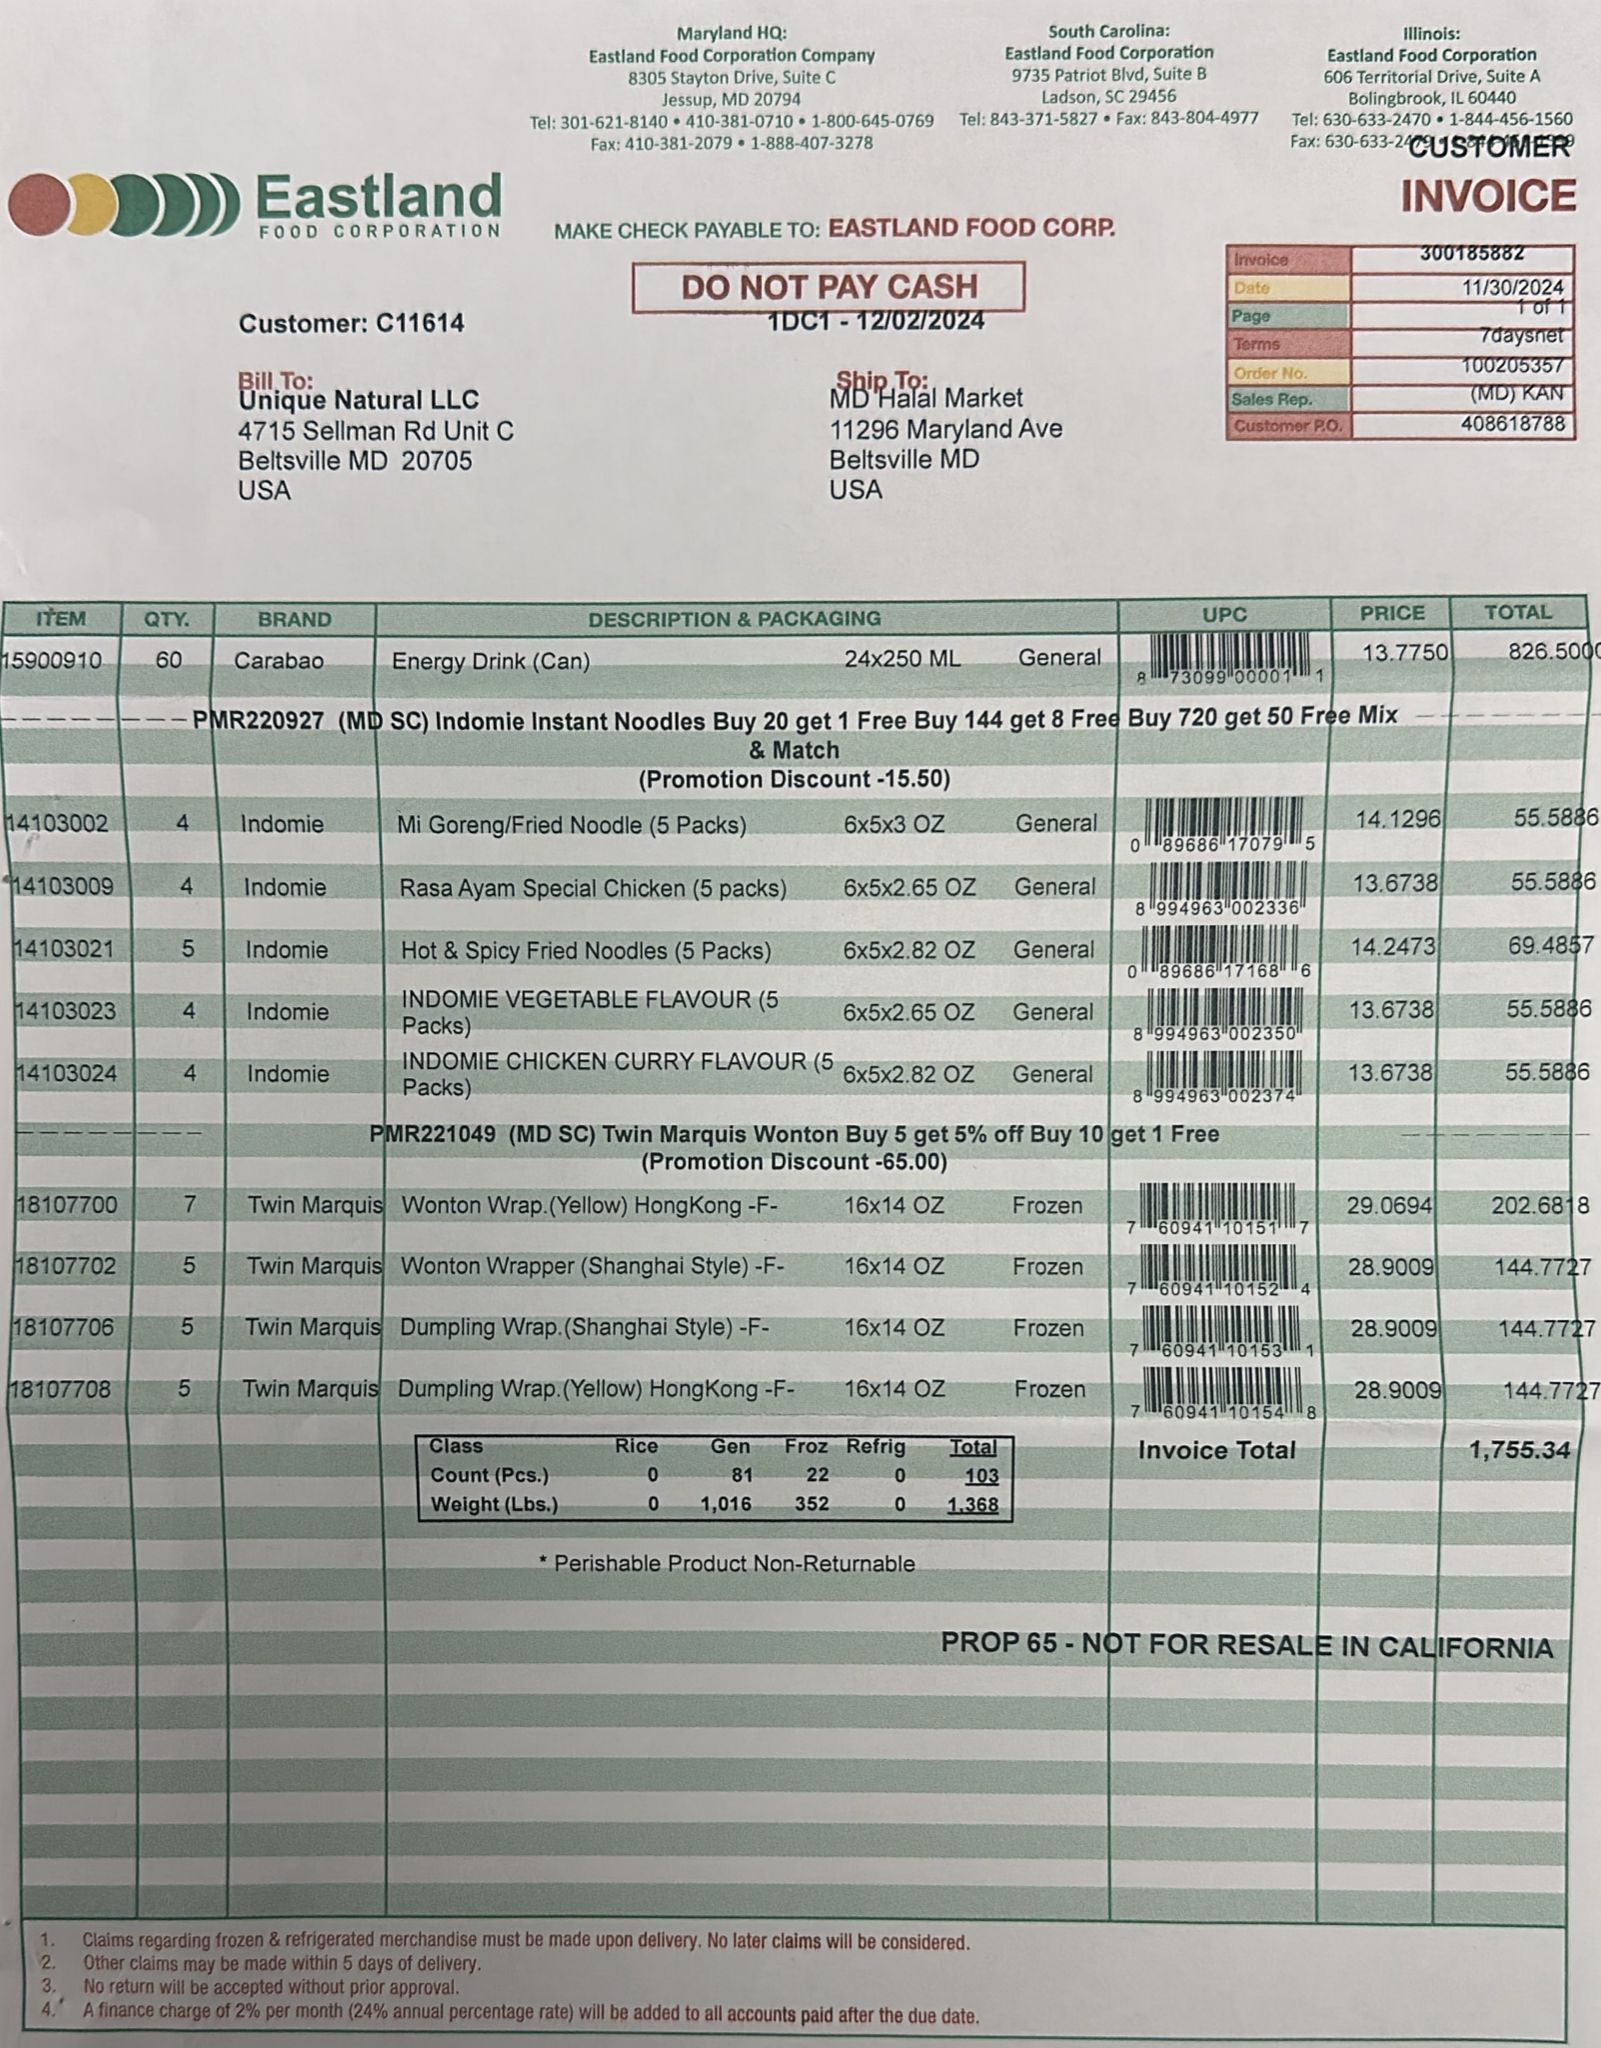 Maryland HQ:
Eastland Food Corporation Company
8305 Stayton Drive, Suite C
Jessup, MD 20794
Tel: 301-621-8140 • 410-381-0710 • 1-800-645-0769
Fax: 410-381-2079 • 1-888-407-3278
South Carolina:
Eastland Food Corporation
9735 Patriot Blvd, Suite B
Ladson, SC 29456
Tel: 843-371-5827 • Fax: 843-804-4977
Illinois:
Eastland Food Corporation
606 Territorial Drive, Suite A
Bolingbrook, IL 60440
Tel: 630-633-2470 • 1-844-456-1560
Fax:
CUSTOMER
INVOICE
Eastland
FOOD CORPORATION
MAKE CHECK PAYABLE TO: EASTLAND FOOD CORP.
DO NOT PAY CASH
Customer: C11614
1DC1 - 12/02/2024
Invoice 300185882
Date 11/30/2024
Page 1 of 1
Terms 7daysnet
Order No. 100205357
Sales Rep. (MD) KAN
Customer P.O. 408618788
Bill To:
Unique Natural LLC
4715 Sellman Rd Unit C
Beltsville MD 20705
USA
Ship To:
MD Halal Market
11296 Maryland Ave
Beltsville MD
USA
ITEM QTY. BRAND DESCRIPTION & PACKAGING UPC PRICE TOTAL
15900910 60 Carabao Energy Drink (Can) 24x250 ML General 8 73099 00001 1 13.7750 826.5000
PMR220927 (MD SC) Indomie Instant Noodles Buy 20 get 1 Free Buy 144 get 8 Free Buy 720 get 50 Free Mix
& Match
(Promotion Discount -15.50)
14103002 4 Indomie Mi Goreng/Fried Noodle (5 Packs) 6x5x3 OZ General 0 89686 17079 5 14.1296 55.5886
14103009 4 Indomie Rasa Ayam Special Chicken (5 packs) 6x5x2.65 OZ General 8 994963 002336 13.6738 55.5886
14103021 5 Indomie Hot & Spicy Fried Noodles (5 Packs) 6x5x2.82 OZ General 0 89686 17168 6 14.2473 69.4857
14103023 4 Indomie INDOMIE VEGETABLE FLAVOUR (5 6x5x2.65 OZ General 8 994963 002350 13.6738 55.5886
Packs)
14103024 4 Indomie INDOMIE CHICKEN CURRY FLAVOUR (5 6x5x2.82 OZ General 8 994963 002374 13.6738 55.5886
Packs)
PMR221049 (MD SC) Twin Marquis Wonton Buy 5 get 5% off Buy 10 get 1 Free
(Promotion Discount -65.00)
18107700 7 Twin Marquis Wonton Wrap.(Yellow) HongKong -F- 16x14 OZ Frozen 7 60941 10151 7 29.0694 202.6818
18107702 5 Twin Marquis Wonton Wrapper (Shanghai Style) -F- 16x14 OZ Frozen 7 60941 10152 4 28.9009 144.7727
18107706 5 Twin Marquis Dumpling Wrap.(Shanghai Style) -F- 16x14 OZ Frozen 7 60941 10153 1 28.9009 144.7727
18107708 5 Twin Marquis Dumpling Wrap.(Yellow) HongKong -F- 16x14 OZ Frozen 7 60941 10154 8 28.9009 144.7727
Class Rice Gen Froz Refrig Total
Count (Pcs.) 0 81 22 0 103
Weight (Lbs.) 0 1,016 352 0 1,368
Invoice Total 1,755.34
* Perishable Product Non-Returnable
PROP 65 - NOT FOR RESALE IN CALIFORNIA
1. Claims regarding frozen & refrigerated merchandise must be made upon delivery. No later claims will be considered.
2. Other claims may be made within 5 days of delivery.
3. No return will be accepted without prior approval.
4. A finance charge of 2% per month (24% annual percentage rate) will be added to all accounts paid after the due date.